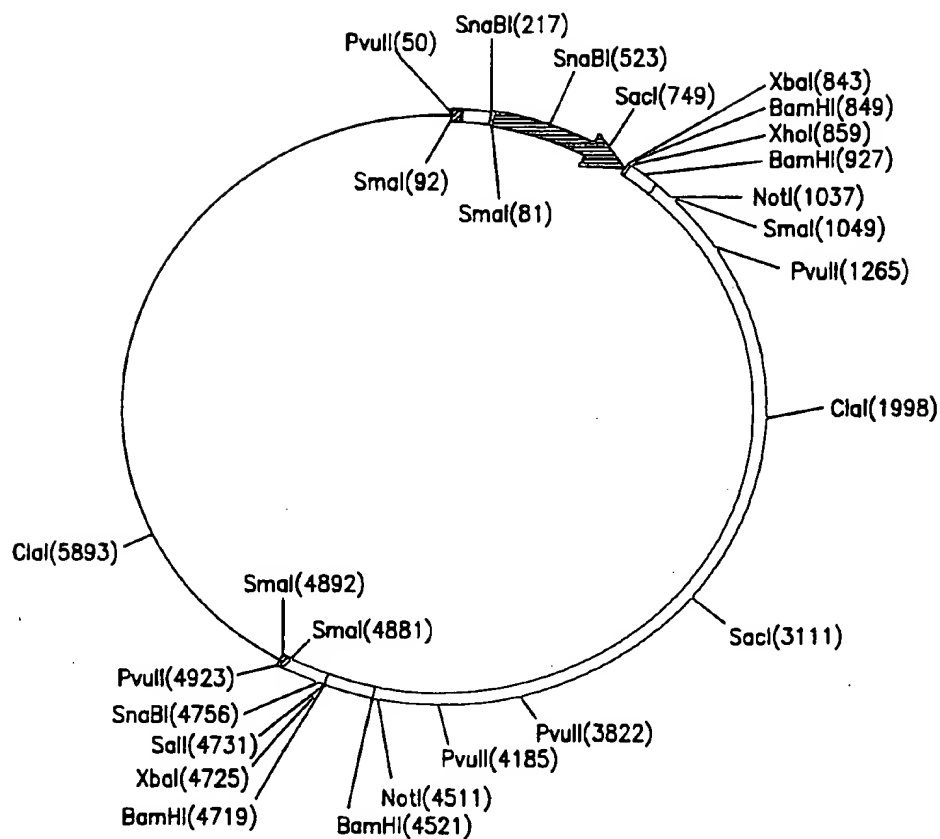 SnaBI(217)
PvuII(50)
SnaBI(523)
SacI(749)
XbaI(843)
BamHI(849)
XhoI(859)
BamHI(927)
SmaI(92)
SmaI(81)
NotI(1037)
SmaI(1049)
PvuII(1265)
ClaI(1998)
ClaI(5893)
SmaI(4892)
SmaI(4881)
SacI(3111)
PvuII(4923)
SnaBI(4756)
SalI(4731)
XbaI(4725)
BamHI(4719)
PvuII(3822)
PvuII(4185)
NotI(4511)
BamHI(4521)